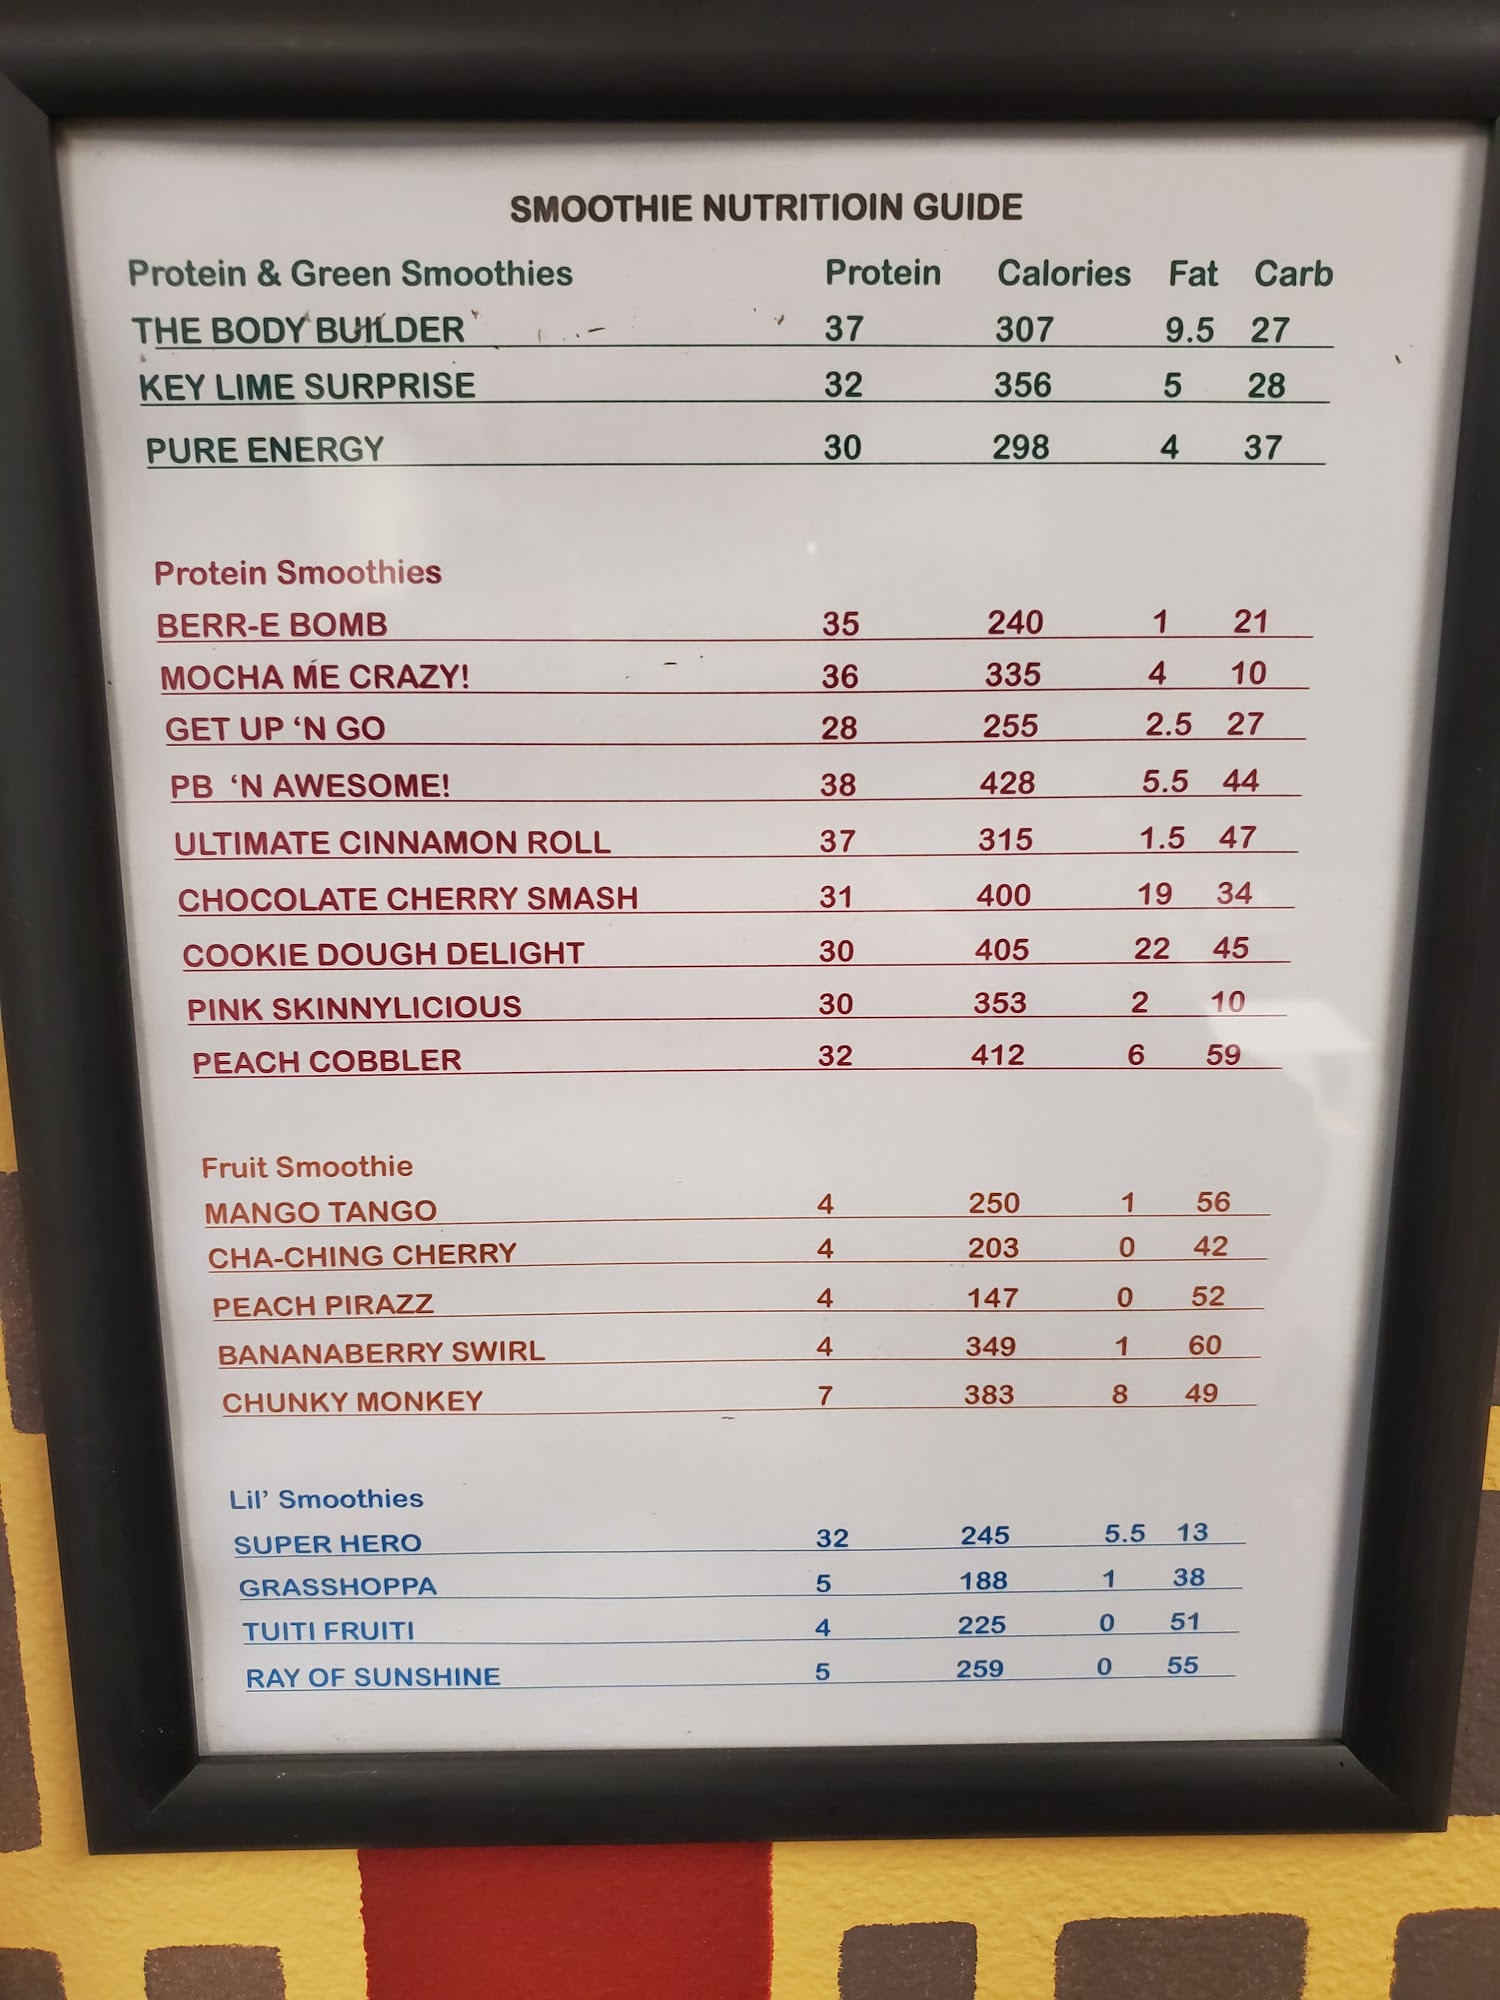 SMOOTHIE NUTRITIOIN GUIDE
Protein & Green Smoothies Protein Calories Fat Carb
THE BODY BUILDER 37 307 9.5 27
KEY LIME SURPRISE 32 356 5 28
PURE ENERGY 30 298 4 37
Protein Smoothies
BERR-E BOMB 35 240 1 21
MOCHA ME CRAZY! 36 335 4 10
GET UP ‘N GO 28 255 2.5 27
PB ‘N AWESOME! 38 428 5.5 44
ULTIMATE CINNAMON ROLL 37 315 1.5 47
CHOCOLATE CHERRY SMASH 31 400 19 34
COOKIE DOUGH DELIGHT 30 405 22 45
PINK SKINNYLICIOUS 30 353 2 10
PEACH COBBLER 32 412 6 59
Fruit Smoothie
MANGO TANGO 4 250 1 56
CHA-CHING CHERRY 4 203 0 42
PEACH PIRAZZ 4 147 0 52
BANANABERRY SWIRL 4 349 1 60
CHUNKY MONKEY 7 383 8 49
Lil’ Smoothies
SUPER HERO 32 245 5.5 13
GRASSHOPPA 5 188 1 38
TUITI FRUITI 4 225 0 51
RAY OF SUNSHINE 5 259 0 55